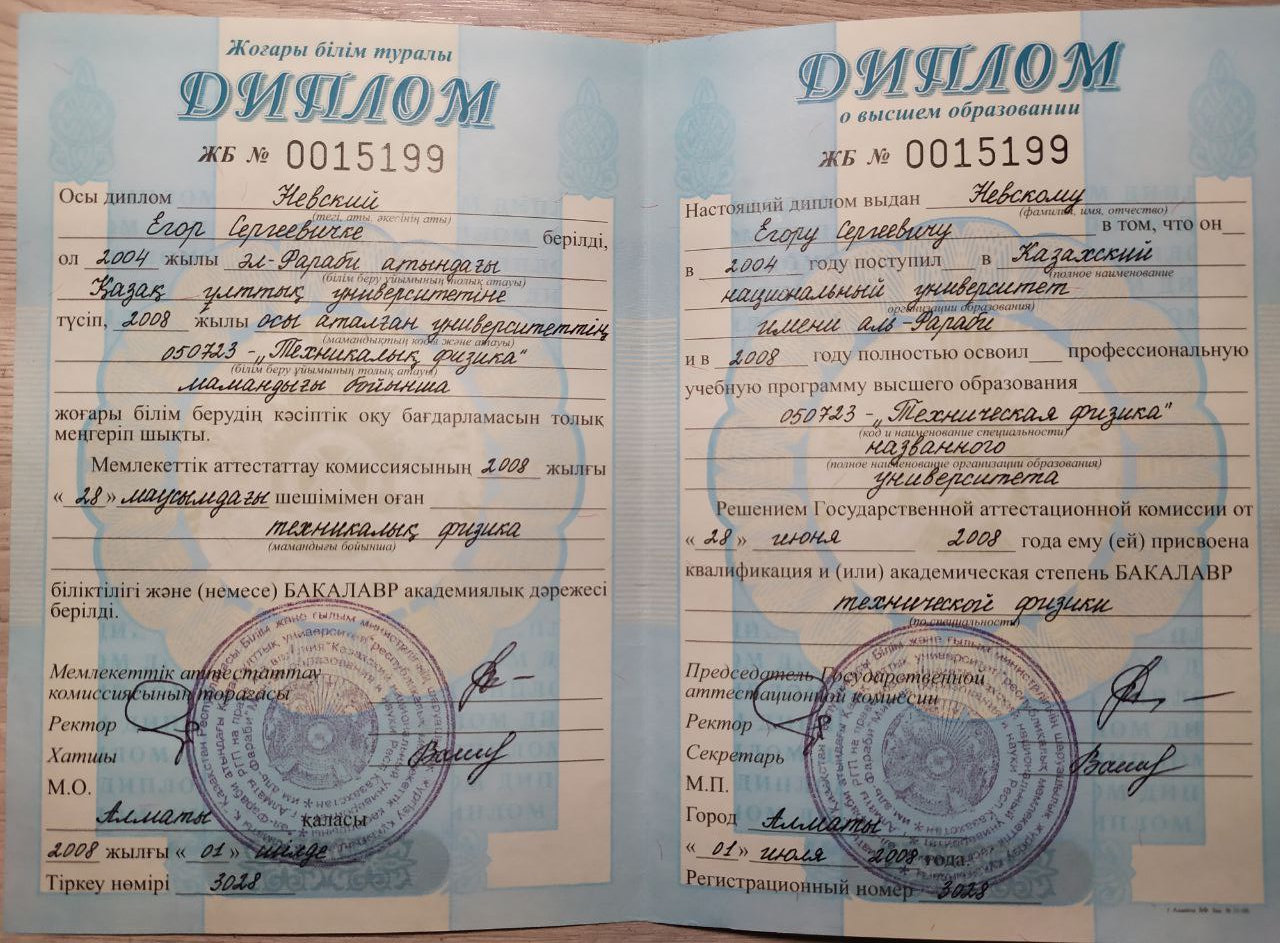 Жоғары білім туралы
ДИПЛОМ
ЖБ № 0015199
Осы диплом Невский
(тегі, аты, әкесінің аты)
Егор Сергеевичке берілді,
ол 2004 жылы әл-Фараби атындағы
(білім беру ұйымының толық атауы)
Қазақ ұлттық университетіне
түсіп, 2008 жылы осы аталған университеттің
(мамандықтың коды және атауы)
050723 - „Техникалық физика"
(білім беру ұйымының толық атауы)
мамандығы бойынша
жоғары білім берудің кәсіптік оқу бағдарламасын толық
меңгеріп шықты.
Мемлекеттік аттестаттау комиссиясының 2008 жылғы
« 28 » маусымдағы шешімімен оған
техникалық физика
(мамандығы бойынша)
біліктілігі және (немесе) БАКАЛАВР академиялық дәрежесі
берілді.
Мемлекеттік аттестаттау
комиссиясының төрағасы
Ректор
Хатшы
М.О.
Алматы қаласы
2008 жылғы « 01 » шілде
Тіркеу нөмірі 3028
ДИПЛОМ
о высшем образовании
ЖБ № 0015199
Настоящий диплом выдан Невскому
(фамилия, имя, отчество)
Егору Сергеевичу в том, что он
в 2004 году поступил в Казахский
(полное наименование
национальный университет
организации образования)
имени аль-Фараби
и в 2008 году полностью освоил профессиональную
учебную программу высшего образования
050723 - „Техническая физика"
(код и наименование специальности)
названного
(полное наименование организации образования)
университета
Решением Государственной аттестационной комиссии от
« 28 » июня 2008 года ему (ей) присвоена
квалификация и (или) академическая степень БАКАЛАВР
технической физики
(по специальности)
Председатель Государственной
аттестационной комиссии
Ректор
Секретарь
М.П.
Город Алматы
« 01 » июля 2008 года.
Регистрационный номер 3028